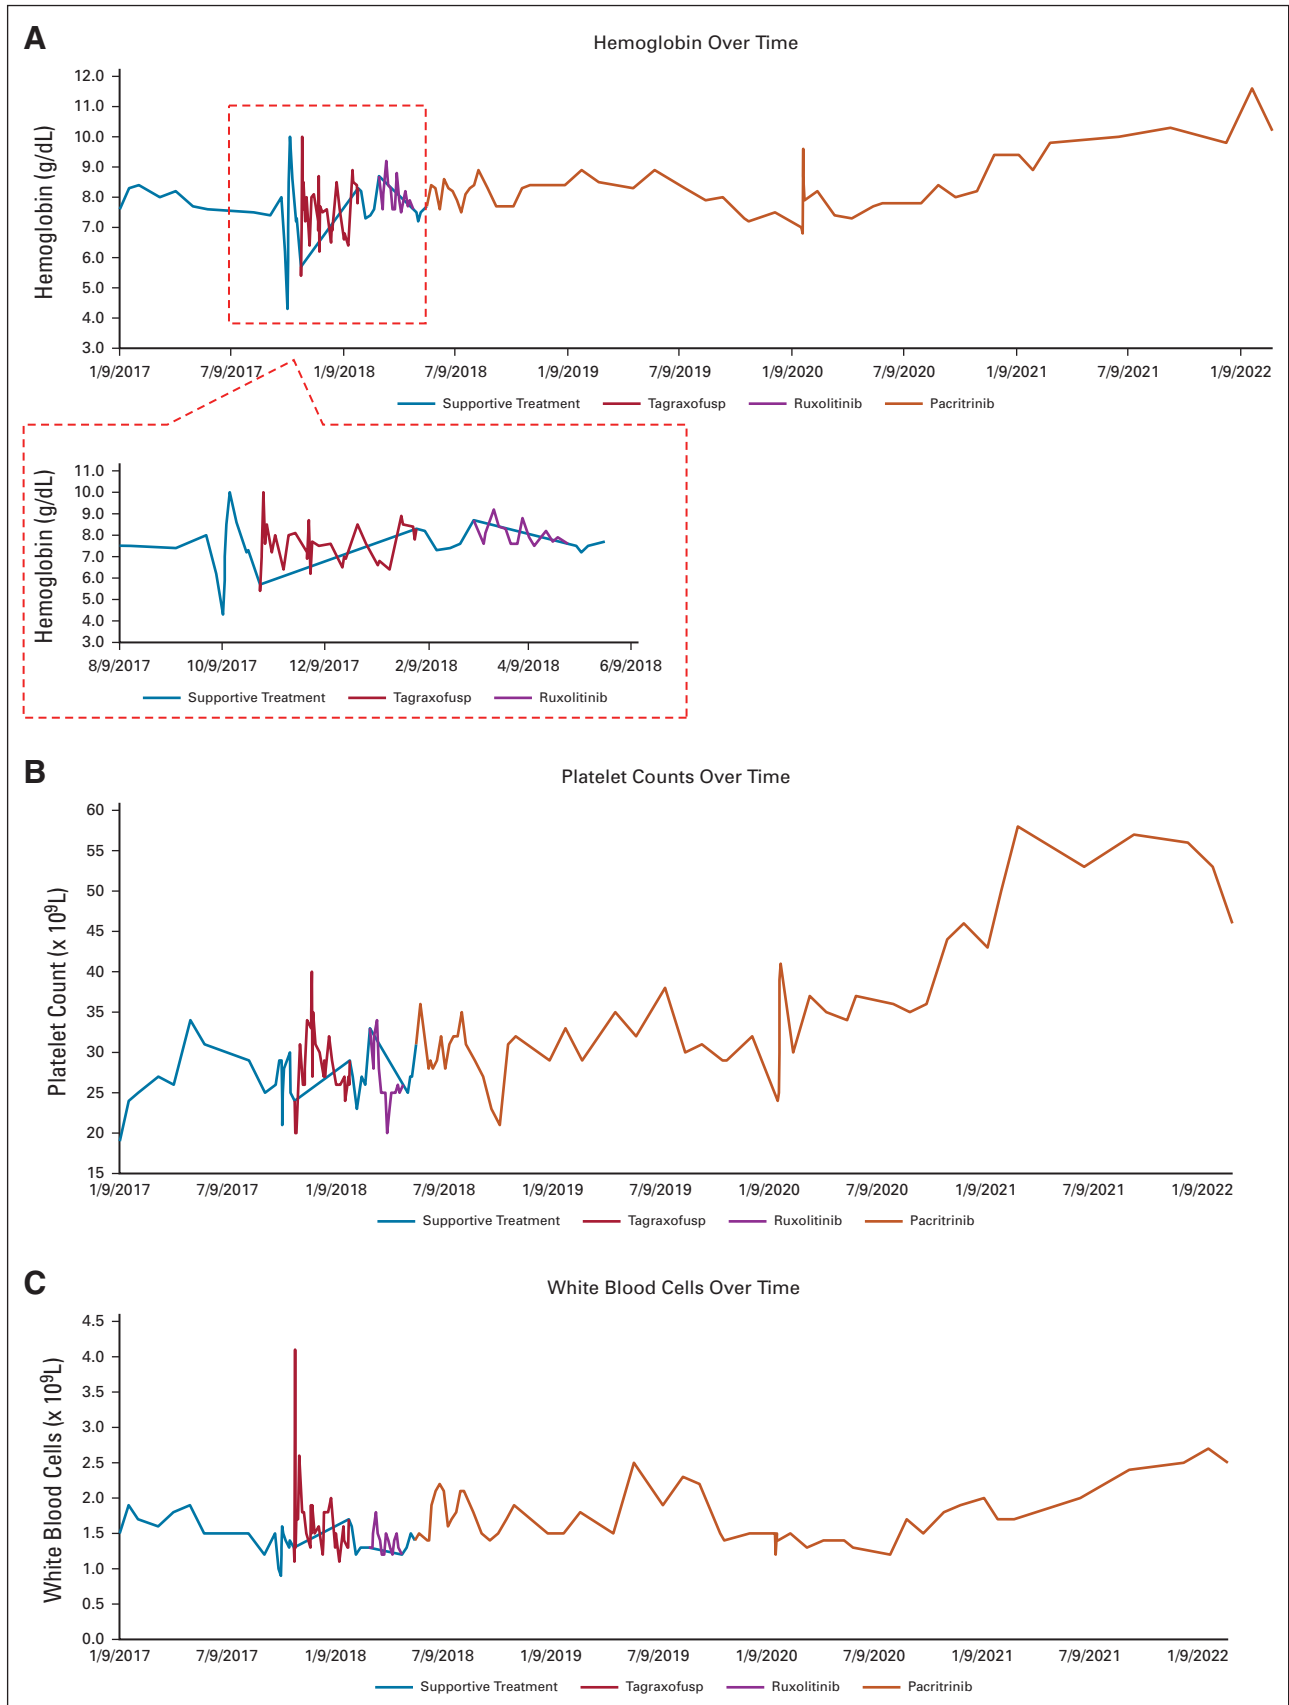 A
Hemoglobin Over Time
Hemoglobin (g/dL)
12.0
11.0
10.0
9.0
8.0
7.0
6.0
5.0
4.0
3.0
1/9/2017 7/9/2017 1/9/2018 7/9/2018 1/9/2019 7/9/2019 1/9/2020 7/9/2020 1/9/2021 7/9/2021 1/9/2022
Supportive Treatment Tagraxofusp Ruxolitinib Pacritrinib
Hemoglobin (g/dL)
11.0
10.0
9.0
8.0
7.0
6.0
5.0
4.0
3.0
8/9/2017 10/9/2017 12/9/2017 2/9/2018 4/9/2018 6/9/2018
Supportive Treatment Tagraxofusp Ruxolitinib
B
Platelet Counts Over Time
Platelet Count (x 10⁹L)
60
55
50
45
40
35
30
25
20
15
1/9/2017 7/9/2017 1/9/2018 7/9/2018 1/9/2019 7/9/2019 1/9/2020 7/9/2020 1/9/2021 7/9/2021 1/9/2022
Supportive Treatment Tagraxofusp Ruxolitinib Pacritrinib
C
White Blood Cells Over Time
White Blood Cells (x 10⁹L)
4.5
4.0
3.5
3.0
2.5
2.0
1.5
1.0
0.5
0.0
1/9/2017 7/9/2017 1/9/2018 7/9/2018 1/9/2019 7/9/2019 1/9/2020 7/9/2020 1/9/2021 7/9/2021 1/9/2022
Supportive Treatment Tagraxofusp Ruxolitinib Pacritrinib